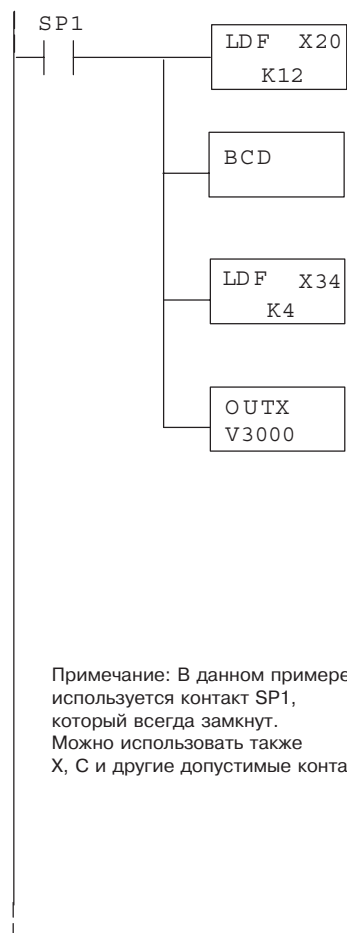 SP1
LDF X20
K12
BCD
LDF X34
K4
OUTX
V3000
Примечание: В данном примере
используется контакт SP1,
который всегда замкнут.
Можно использовать также
X, C и другие допустимые конта